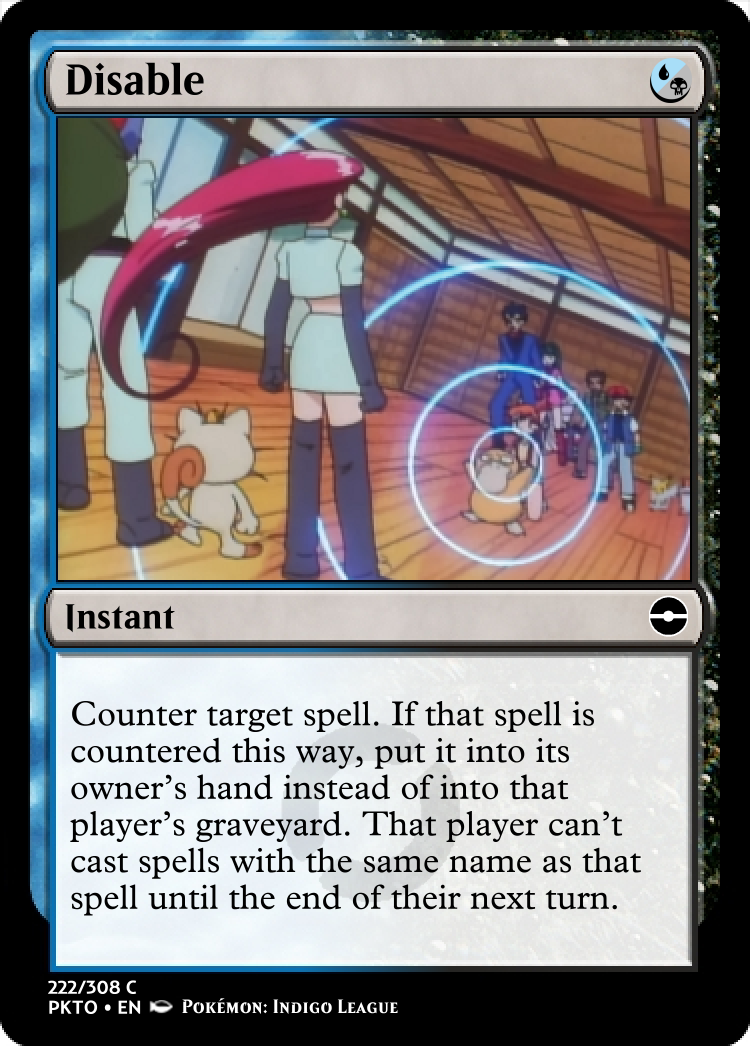 Disable
Instant
Counter target spell. If that spell is
countered this way, put it into its
owner's hand instead of into that
player's graveyard. That player can't
cast spells with the same name as that
spell until the end of their next turn.
222/308 C
PKTO • EN Pokémon: Indigo League